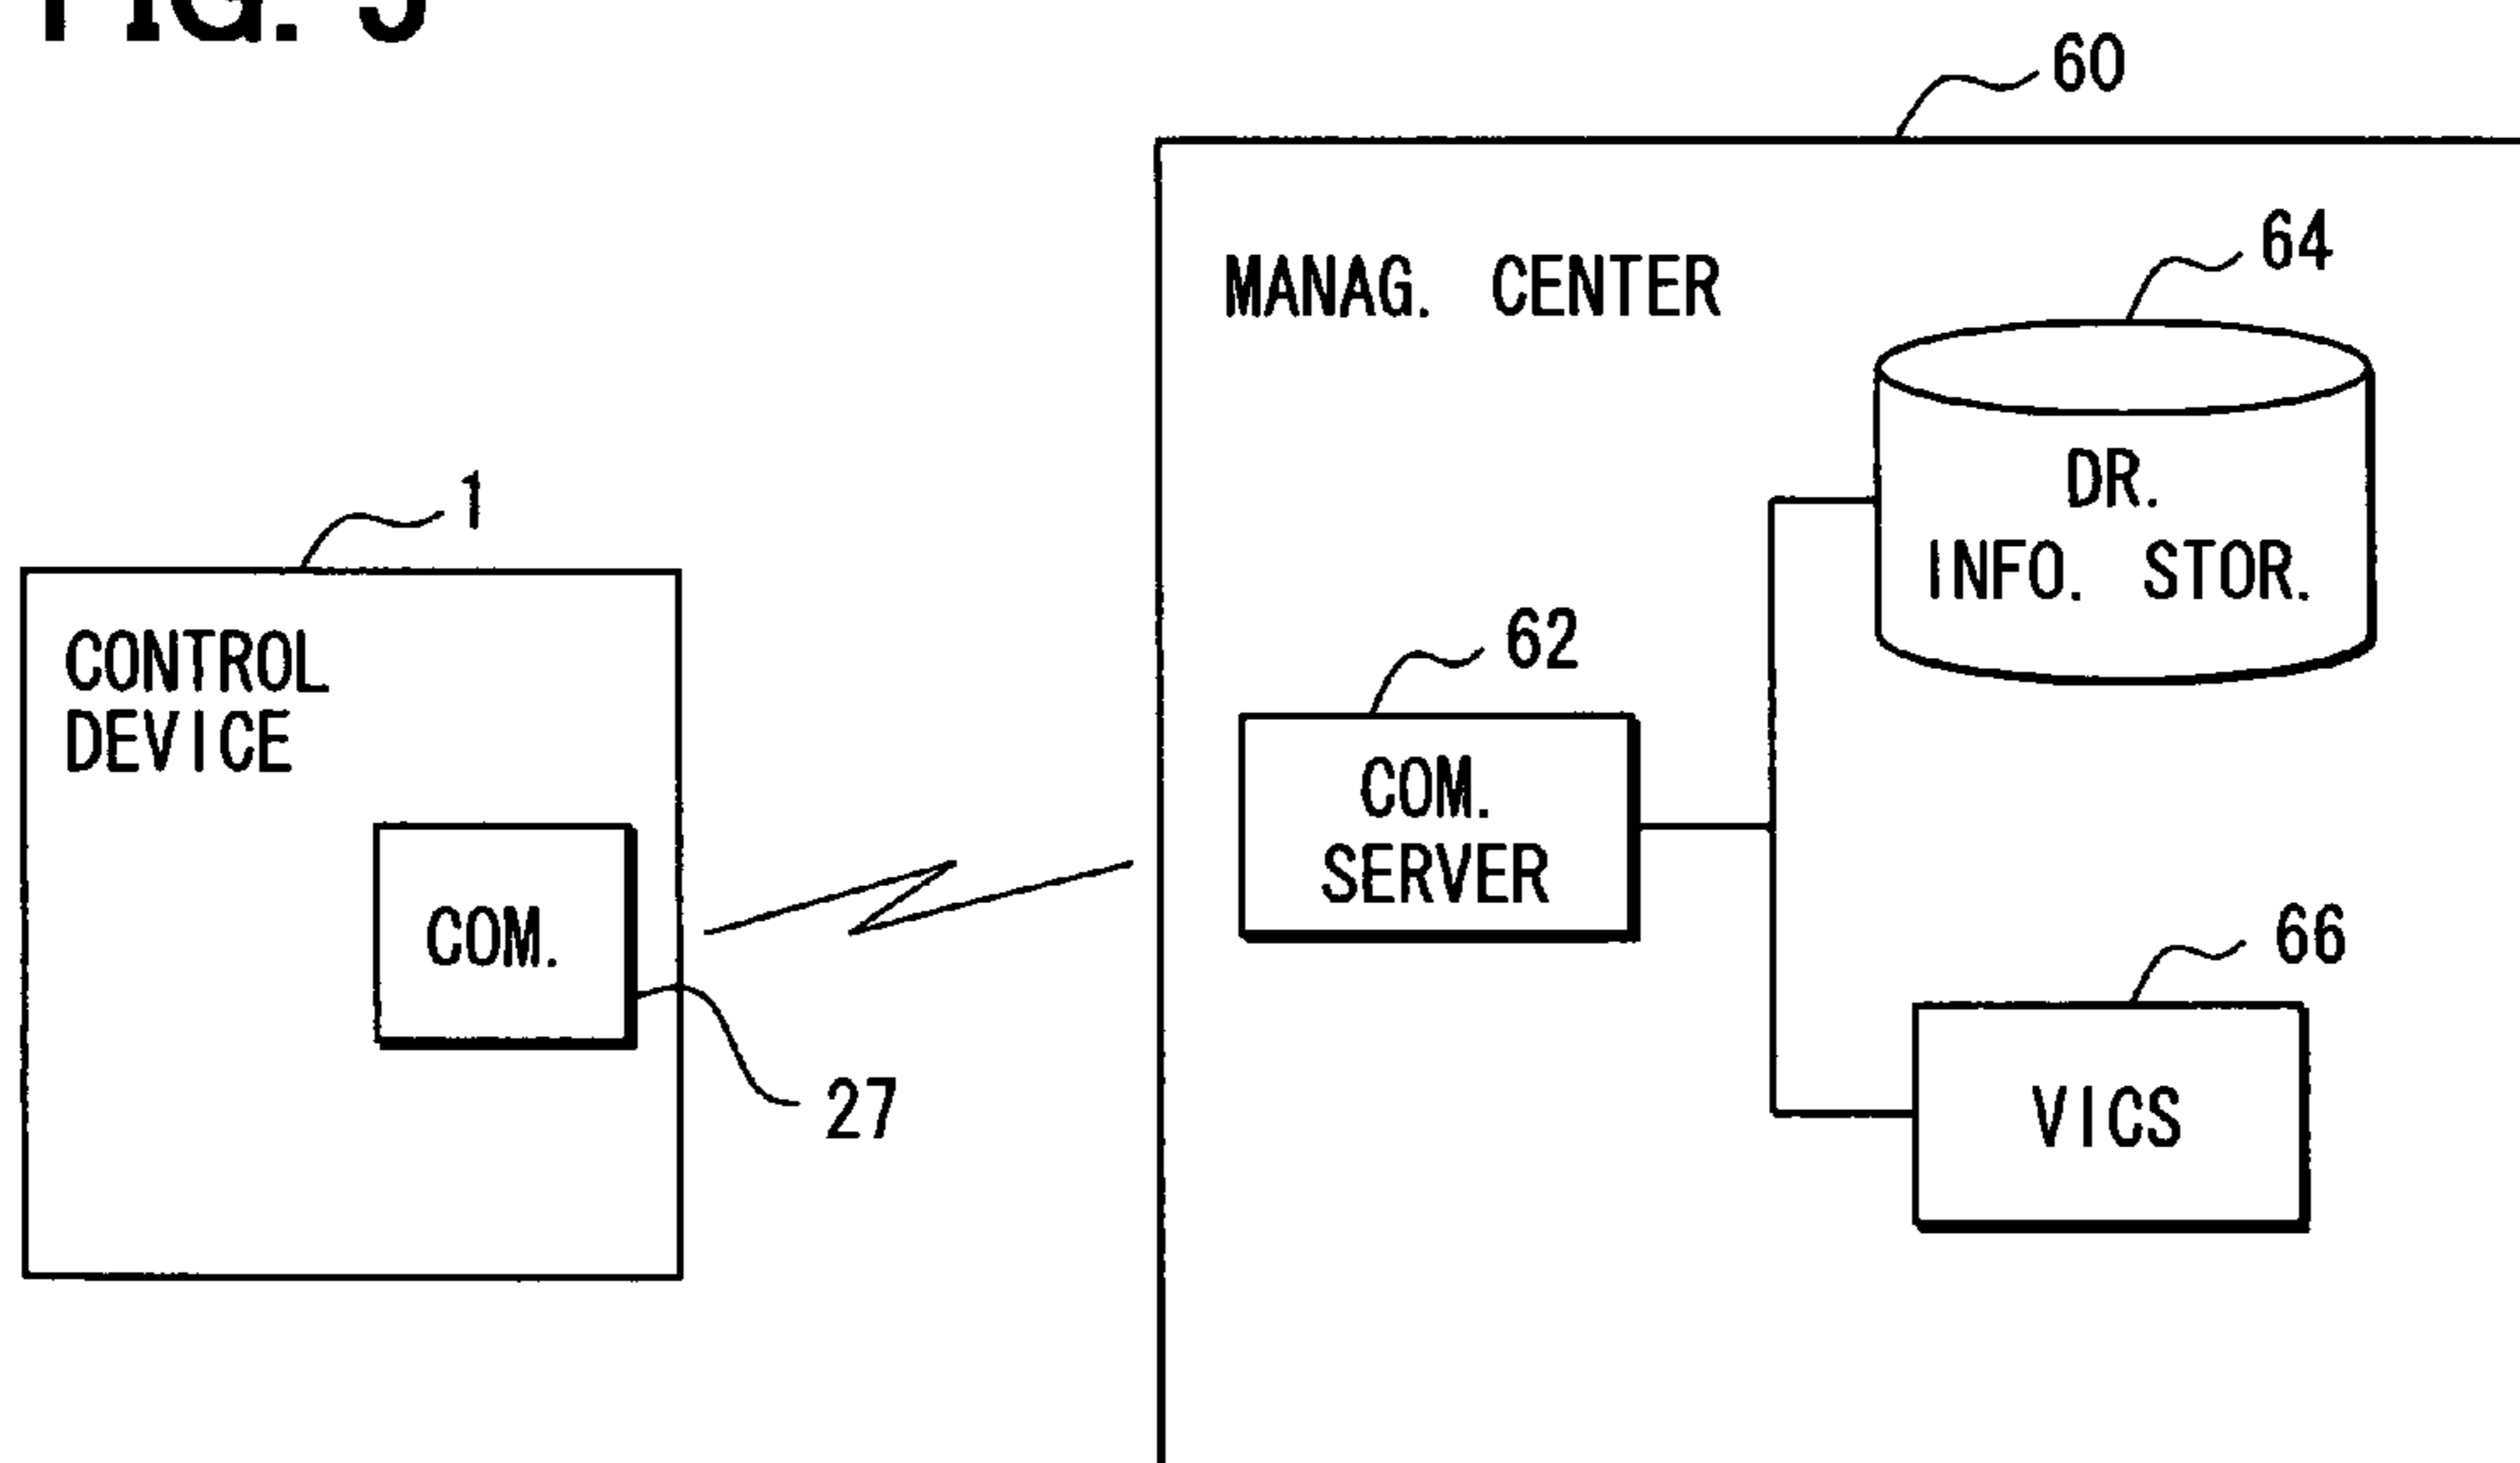 60
MANAG. CENTER
64
DR.
INFO. STOR.
1
CONTROL
DEVICE
62
COM.
SERVER
COM.
66
VICS
27